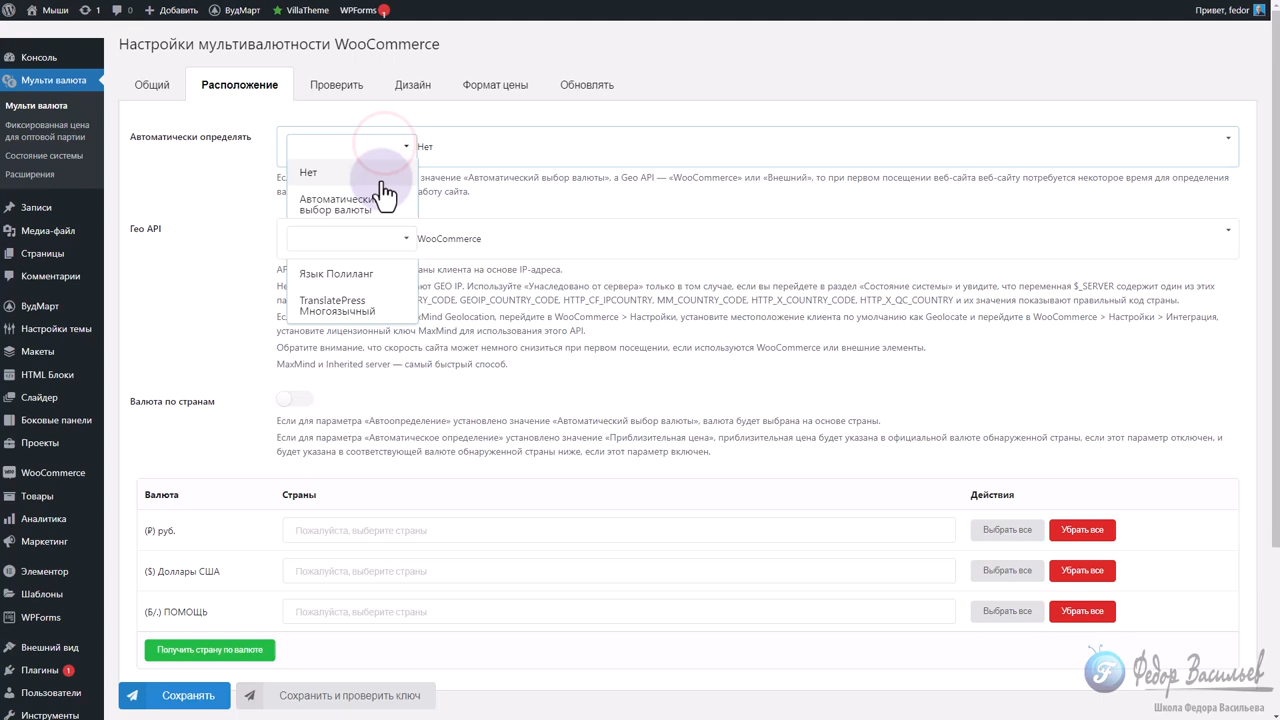 Мыши
1
0
Добавить
ВудМарт
VillaTheme
WPForms
1
Привет, fedor
Консоль
Мульти валюта
Мульти валюта
Фиксированная цена
для оптовой партии
Состояние системы
Расширения
Записи
Медиа-файл
Страницы
Комментарии
ВудМарт
Настройки темы
Макеты
HTML Блоки
Слайдер
Боковые панели
Проекты
WooCommerce
Товары
Аналитика
Маркетинг
Элементор
Шаблоны
WPForms
Внешний вид
Плагины 1
Пользователи
Инструменты
Настройки мультивалютности WooCommerce
Общий
Расположение
Проверить
Дизайн
Формат цены
Обновлять
Автоматически определять
Нет
Нет
Автоматически
выбор валюты
Язык Полиланг
TranslatePress
Многоязычный
значение «Автоматический выбор валюты», а Geo API — «WooCommerce» или «Внешний», то при первом посещении веб-сайта веб-сайту потребуется некоторое время для определения
работу сайта.
Гео API
WooCommerce
аны клиента на основе IP-адреса.
ают GEO IP. Используйте «Унаследовано от сервера» только в том случае, если вы перейдете в раздел «Состояние системы» и увидите, что переменная $_SERVER содержит один из этих
RY_CODE, GEOIP_COUNTRY_CODE, HTTP_CF_IPCOUNTRY, MM_COUNTRY_CODE, HTTP_X_COUNTRY_CODE, HTTP_X_QC_COUNTRY и их значения показывают правильный код страны.
xMind Geolocation, перейдите в WooCommerce > Настройки, установите местоположение клиента по умолчанию как Geolocate и перейдите в WooCommerce > Настройки > Интеграция,
установите лицензионный ключ MaxMind для использования этого API.
Обратите внимание, что скорость сайта может немного снизиться при первом посещении, если используются WooCommerce или внешние элементы.
MaxMind и Inherited server — самый быстрый способ.
Валюта по странам
Если для параметра «Автоопределение» установлено значение «Автоматический выбор валюты», валюта будет выбрана на основе страны.
Если для параметра «Автоматическое определение» установлено значение «Приблизительная цена», приблизительная цена будет указана в официальной валюте обнаруженной страны, если этот параметр отключен, и
будет указана в соответствующей валюте обнаруженной страны ниже, если этот параметр включен.
Валюта
Страны
Действия
(₽) руб.
Пожалуйста, выберите страны
Выбрать все
Убрать все
($) Доллары США
Пожалуйста, выберите страны
Выбрать все
Убрать все
(Б/.) ПОМОЩЬ
Пожалуйста, выберите страны
Выбрать все
Убрать все
Получить страну по валюте
Сохранять
Сохранить и проверить ключ
Федор Васильев
Школа Федора Васильева